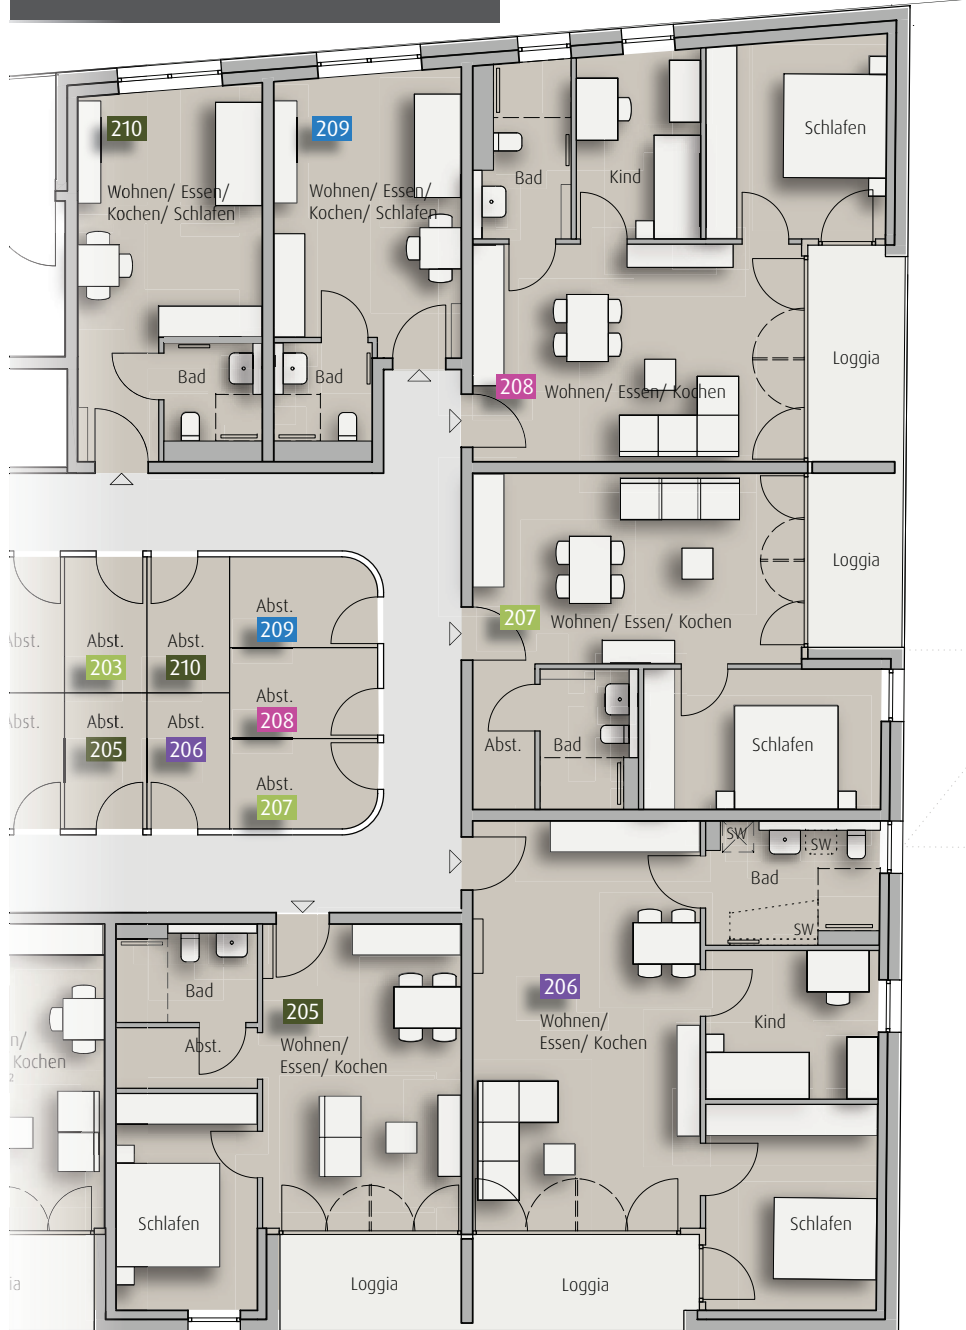 210
Wohnen/ Essen/
Kochen/ Schlafen
Bad
209
Wohnen/ Essen/
Kochen/ Schlafen
Bad
Bad
Kind
Schlafen
208
Wohnen/ Essen/ Kochen
Loggia
207
Wohnen/ Essen/ Kochen
Loggia
Abst.
Bad
Schlafen
Abst.
209
Abst.
Abst.
203
Abst.
210
Abst.
208
Abst.
Abst.
205
Abst.
206
Abst.
207
SW
SW
Bad
SW
206
Wohnen/
Essen/ Kochen
Kind
Schlafen
Loggia
Bad
Abst.
205
Wohnen/
Essen/ Kochen
Schlafen
Loggia
n/
Kochen
ia